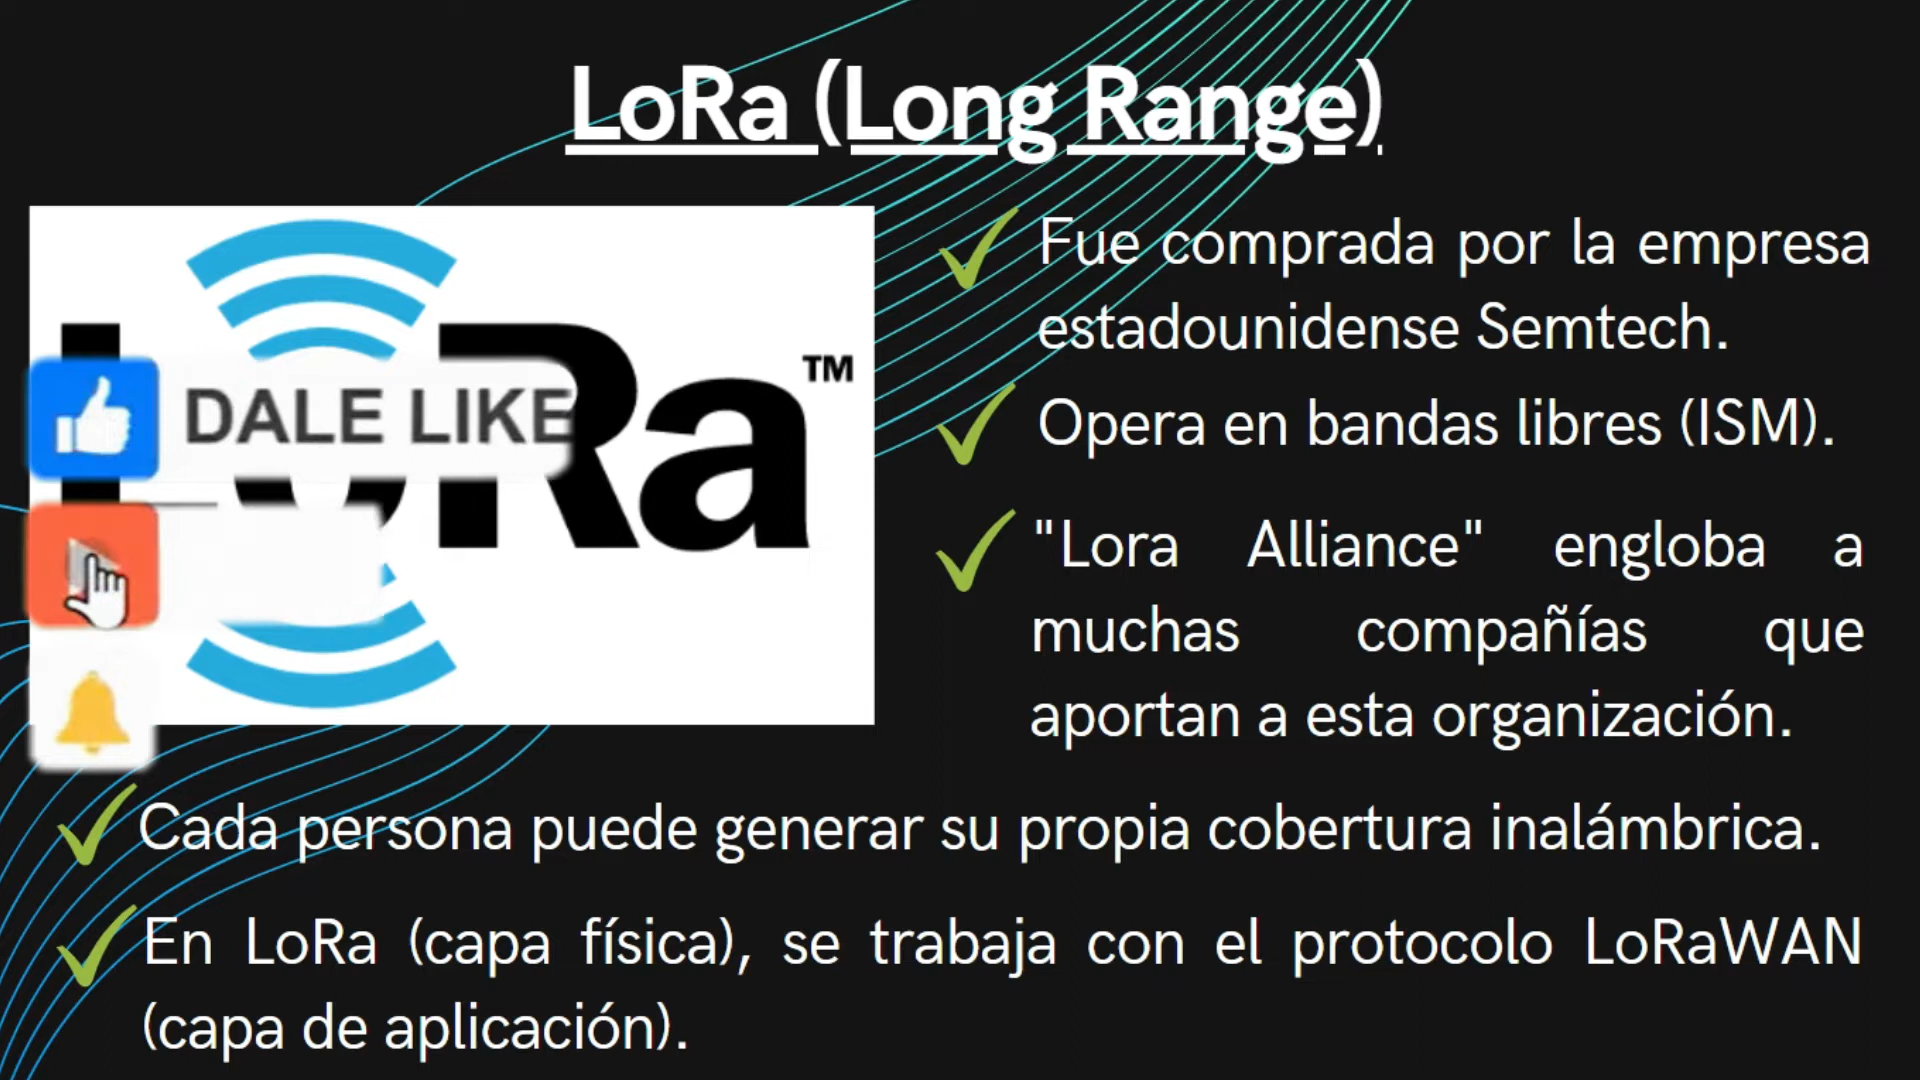 LoRa (Long Range)
Ra™
DALE LIKE
Fue comprada por la empresa
estadounidense Semtech.
Opera en bandas libres (ISM).
"Lora Alliance" engloba a
muchas compañías que
aportan a esta organización.
Cada persona puede generar su propia cobertura inalámbrica.
En LoRa (capa física), se trabaja con el protocolo LoRaWAN
(capa de aplicación).